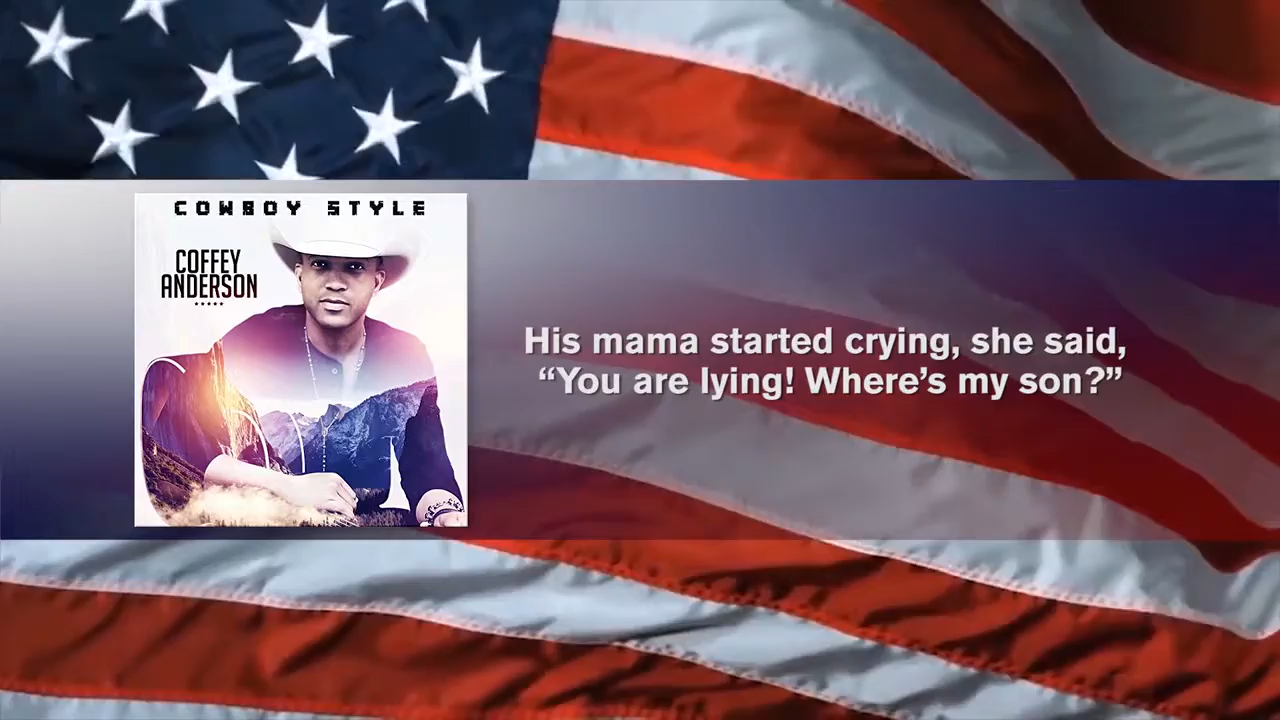 COWBOY STYLE
COFFEY
ANDERSON
His mama started crying, she said,
“You are lying! Where’s my son?”